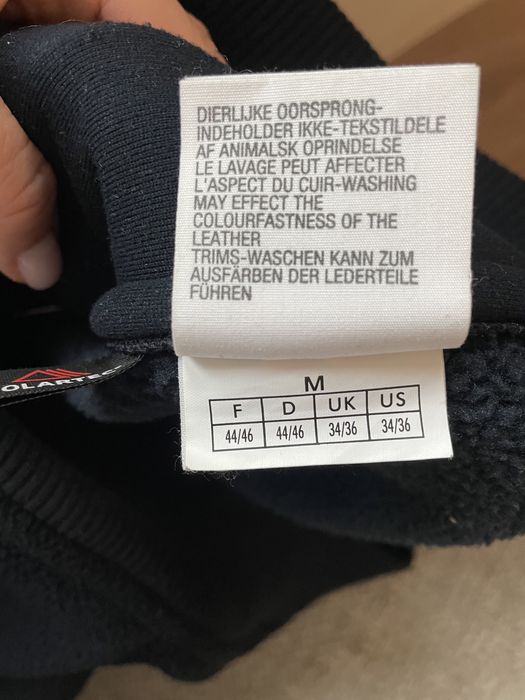 DIERLIJKE OORSPRONG-
INDEHOLDER IKKE-TEKSTILDELE
AF ANIMALSK OPRINDELSE
LE LAVAGE PEUT AFFECTER
L'ASPECT DU CUIR-WASHING
MAY EFFECT THE
COLOURFASTNESS OF THE
LEATHER
TRIMS-WASCHEN KANN ZUM
AUSFÄRBEN DER LEDERTEILE
FÜHREN
OLARTEC
M
F D UK US
44/46 44/46 34/36 34/36